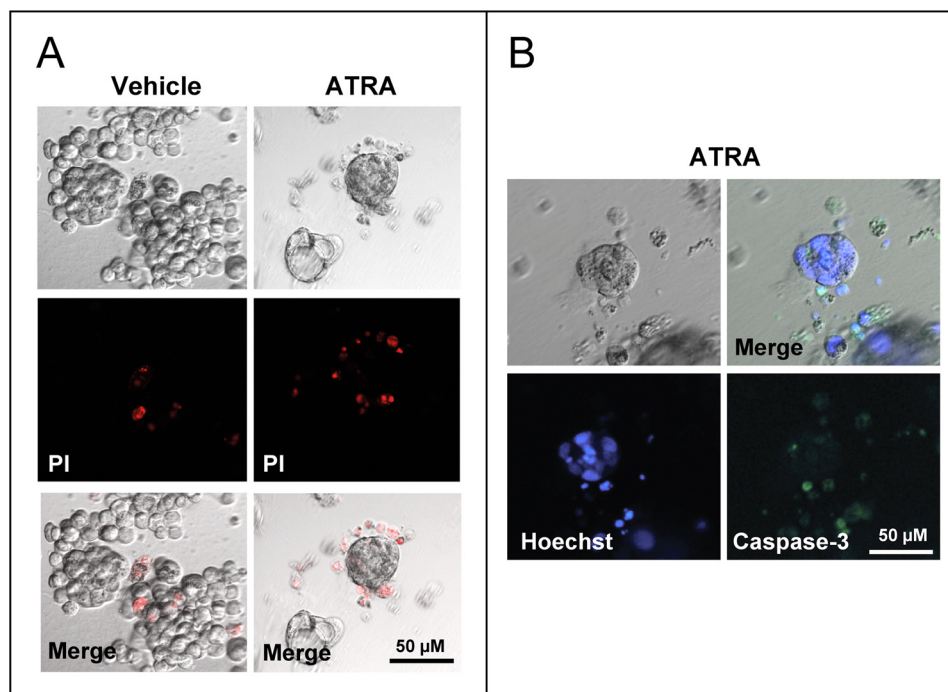 A
Vehicle ATRA
PI PI
Merge Merge 50 µM
B
ATRA
Merge
Hoechst Caspase-3 50 µM